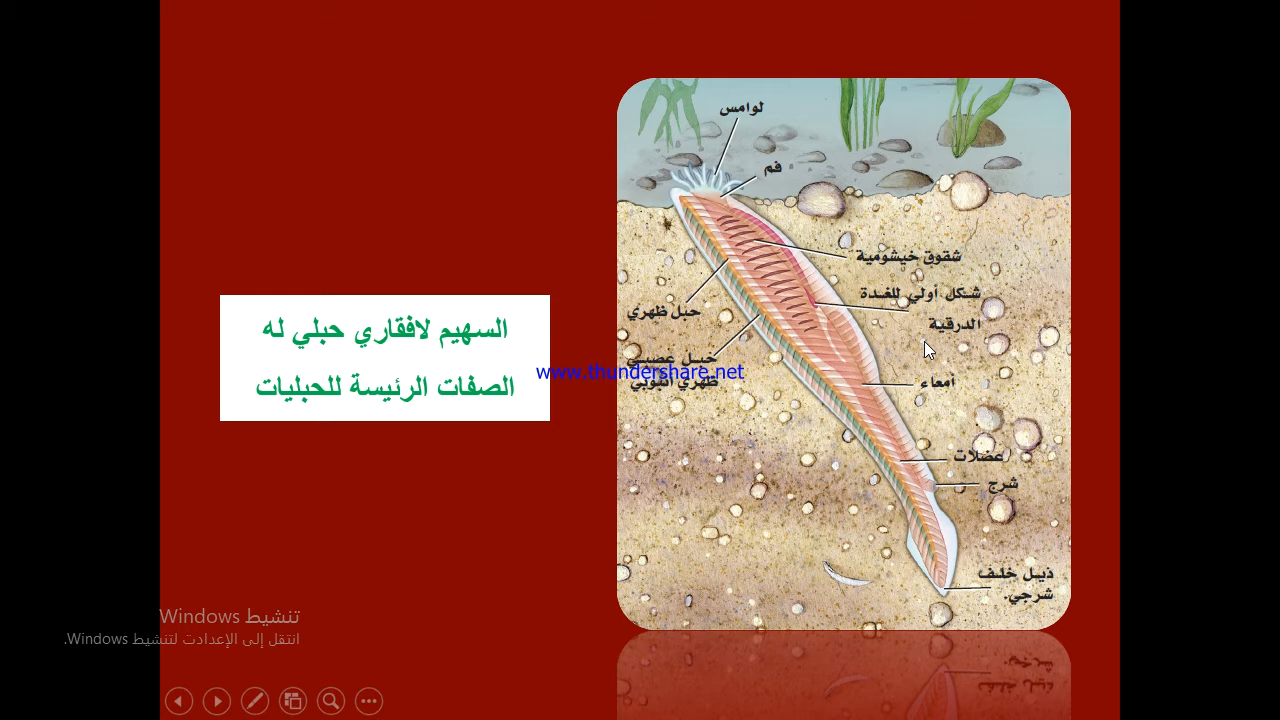 لوامس
فم
شقوق خيشومية
شكل أولي للغدة
الدرقية
حبل ظهري
حبل عصبي
ظهري أنبوبي
أمعاء
عضلات
شرج
ذيل خلف
شرجي.
السهيم لافقاري حبلي له
الصفات الرئيسة للحبليات
www.thundershare.net
تنشيط Windows
انتقل إلى الإعدادت لتنشيط Windows.